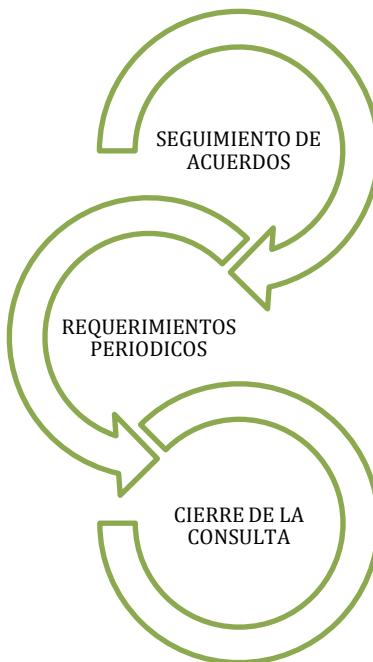 SEGUIMIENTO DE
ACUERDOS
REQUERIMIENTOS
PERIODICOS
CIERRE DE LA
CONSULTA